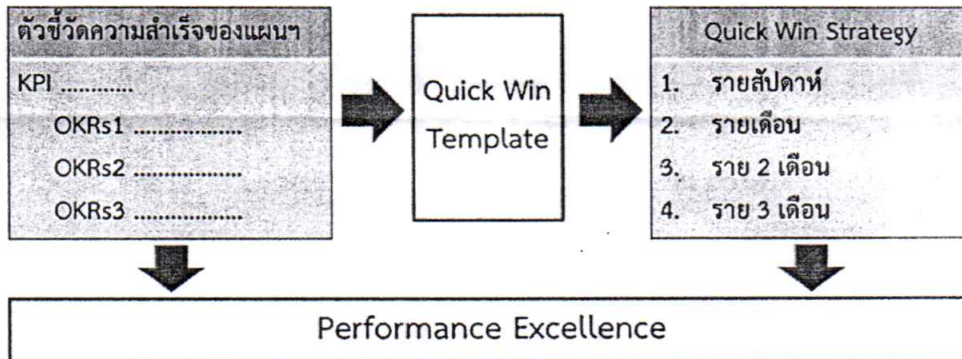 ตัวชี้วัดความสำเร็จของแผนฯ
KPI ............
OKRs1 ...................
OKRs2 ...................
OKRs3 ...................
Quick Win
Template
Quick Win Strategy
1. รายสัปดาห์
2. รายเดือน
3. ราย 2 เดือน
4. ราย 3 เดือน
Performance Excellence